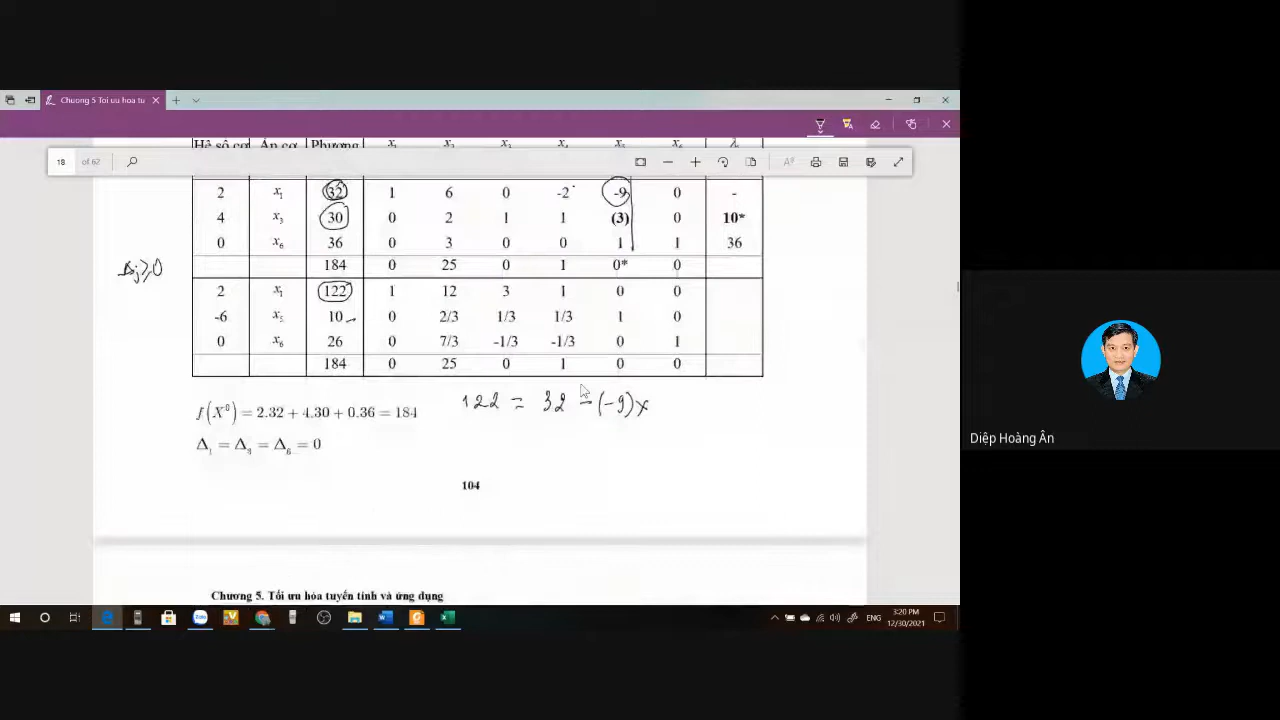 Chuong 5 Toi uu hoa tu
18 of 67
Hệ số cơ Ẩn cơ Phương x₁ x₂ x₃ x₄ x₅ x₆ λ
2 x₁ 32 1 6 0 -2 -9 0 -
4 x₃ 30 0 2 1 1 (3) 0 10*
0 x₆ 36 0 3 0 0 1 1 36
184 0 25 0 1 0* 0
Δj ≥ 0
2 x₁ 122 1 12 3 1 0 0
-6 x₅ 10 0 2/3 1/3 1/3 1 0
0 x₆ 26 0 7/3 -1/3 -1/3 0 1
184 0 25 0 1 0 0
122 = 32 - (-9) x
f(X⁰) = 2.32 + 4.30 + 0.36 = 184
Δ₁ = Δ₃ = Δ₆ = 0
104
Chương 5. Tối ưu hóa tuyến tính và ứng dụng
Diệp Hoàng Ân
Zalo
ENG
3:20 PM
12/30/2021